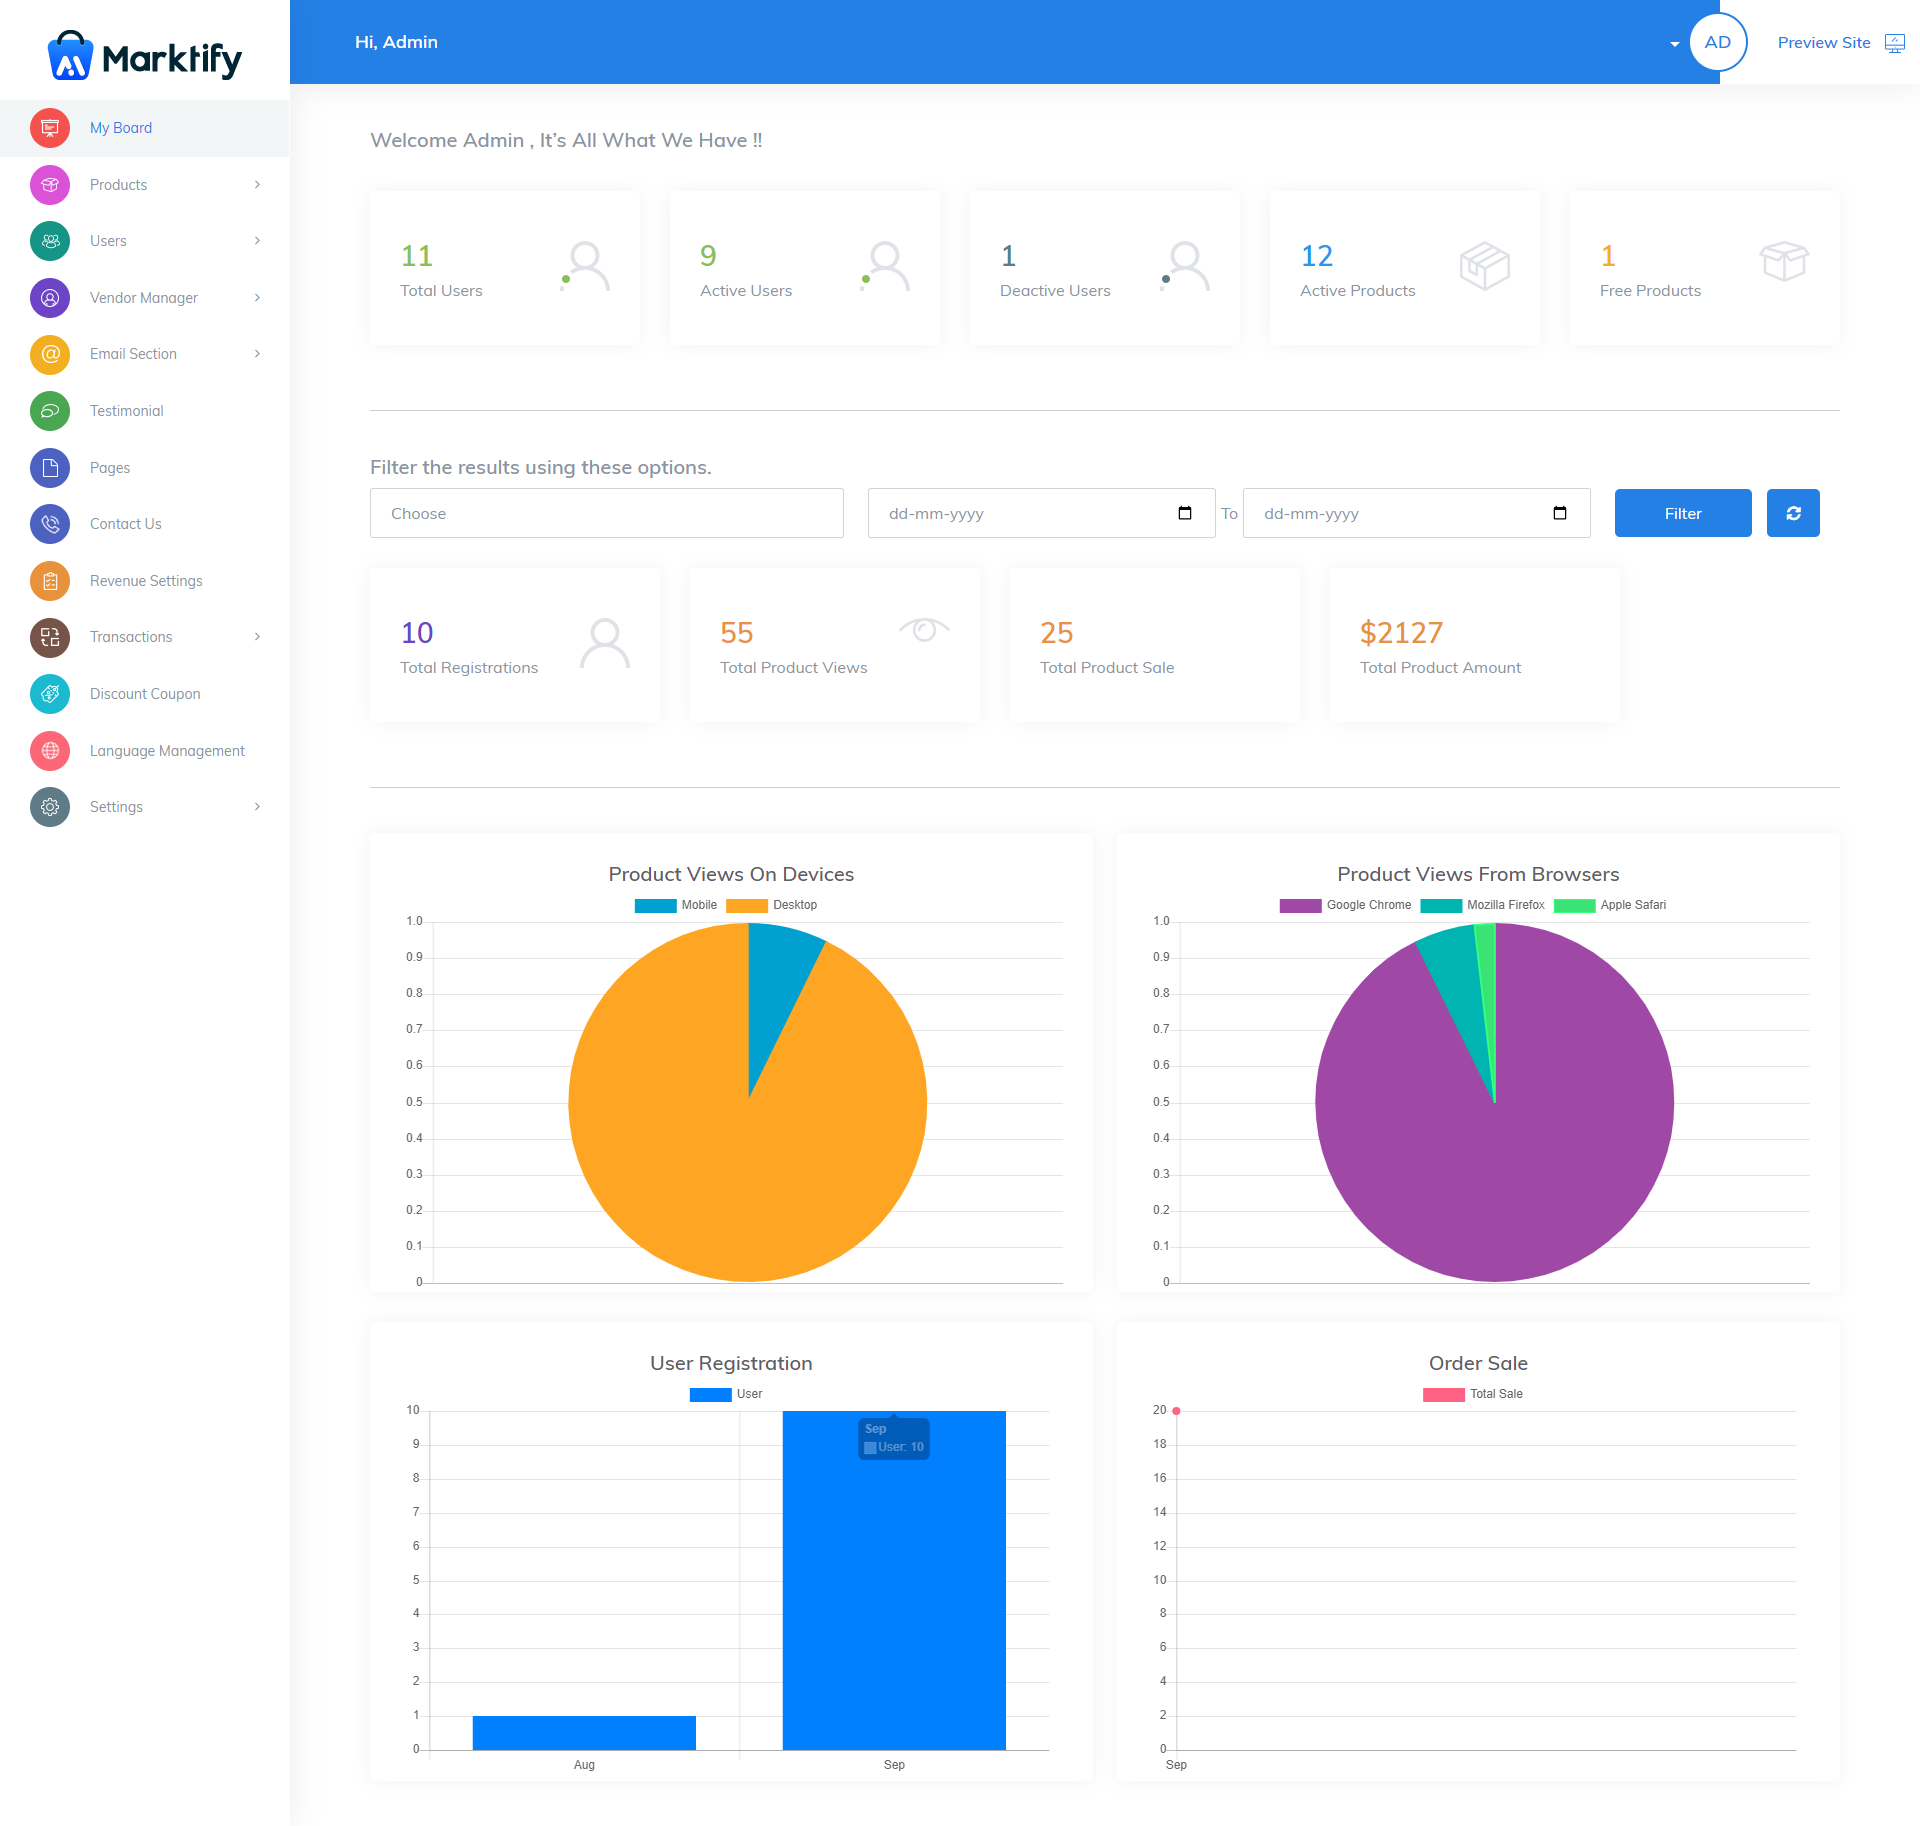 Marktify
Hi, Admin
AD
Preview Site
My Board
Products
Users
Vendor Manager
Email Section
Testimonial
Pages
Contact Us
Revenue Settings
Transactions
Discount Coupon
Language Management
Settings
Welcome Admin , It’s All What We Have !!
11
Total Users
9
Active Users
1
Deactive Users
12
Active Products
1
Free Products
Filter the results using these options.
Choose
dd-mm-yyyy
To
dd-mm-yyyy
Filter
10
Total Registrations
55
Total Product Views
25
Total Product Sale
$2127
Total Product Amount
Product Views On Devices
Mobile Desktop
1.0
0.9
0.8
0.7
0.6
0.5
0.4
0.3
0.2
0.1
0
Product Views From Browsers
Google Chrome Mozilla Firefox Apple Safari
1.0
0.9
0.8
0.7
0.6
0.5
0.4
0.3
0.2
0.1
0
User Registration
User
10
9
8
7
6
5
4
3
2
1
0
Sep
User: 10
Aug Sep
Order Sale
Total Sale
20
18
16
14
12
10
8
6
4
2
0
Sep